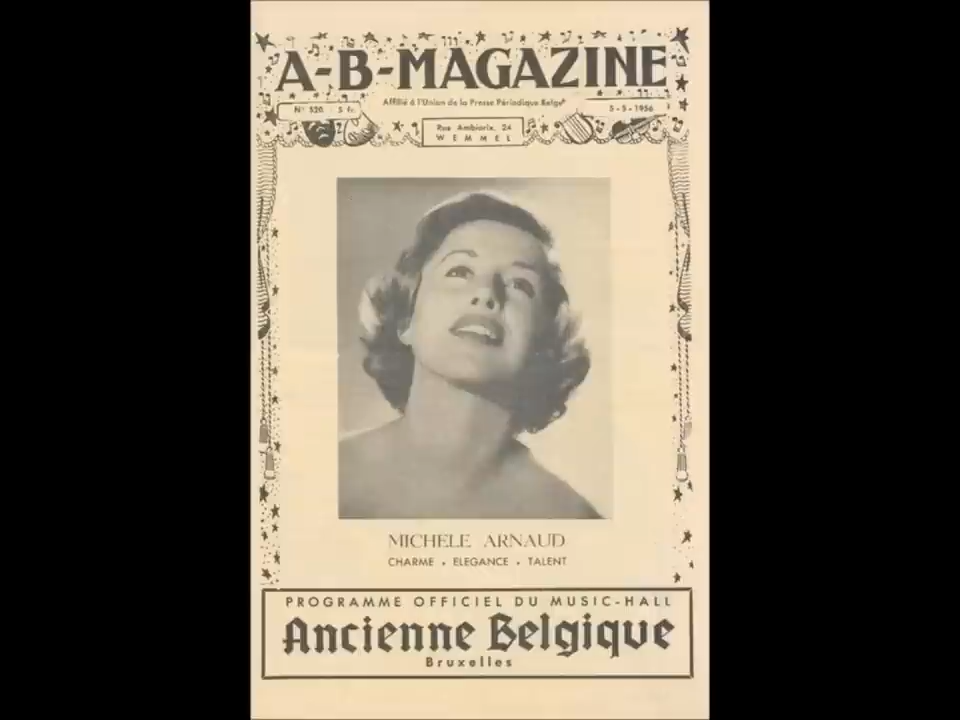 A-B-MAGAZINE
Affilié à l'Union de la Presse Périodique Belge
N° 520 - 5 fr.
5-5-1956
Rue Ambiorix, 24
WEMMEL
MICHELE ARNAUD
CHARME • ELEGANCE • TALENT
PROGRAMME OFFICIEL DU MUSIC-HALL
Ancienne Belgique
Bruxelles